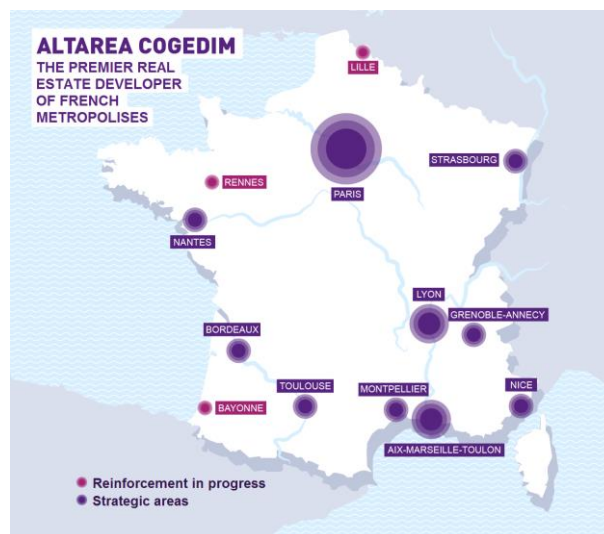 ALTAREA COGEDIM
THE PREMIER REAL
ESTATE DEVELOPER
OF FRENCH
METROPOLISES
LILLE
STRASBOURG
RENNES
PARIS
NANTES
LYON
GRENOBLE-ANNECY
BORDEAUX
TOULOUSE
MONTPELLIER
NICE
BAYONNE
AIX-MARSEILLE-TOULON
Reinforcement in progress
Strategic areas